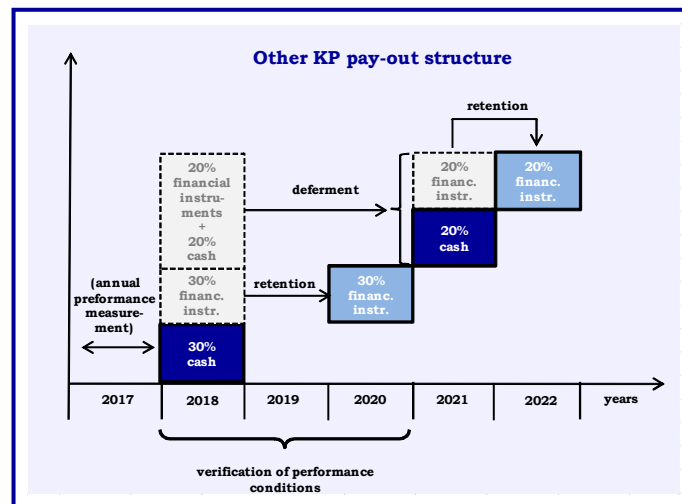 Other KP pay-out structure
retention
20%
financial
instru-
ments
+
20%
cash
deferment
20%
financ.
instr.
20%
financ.
instr.
20%
cash
(annual
preformance
measure-
ment)
30%
financ.
instr.
retention
30%
financ.
instr.
30%
cash
2017
2018
2019
2020
2021
2022
years
verification of performance
conditions